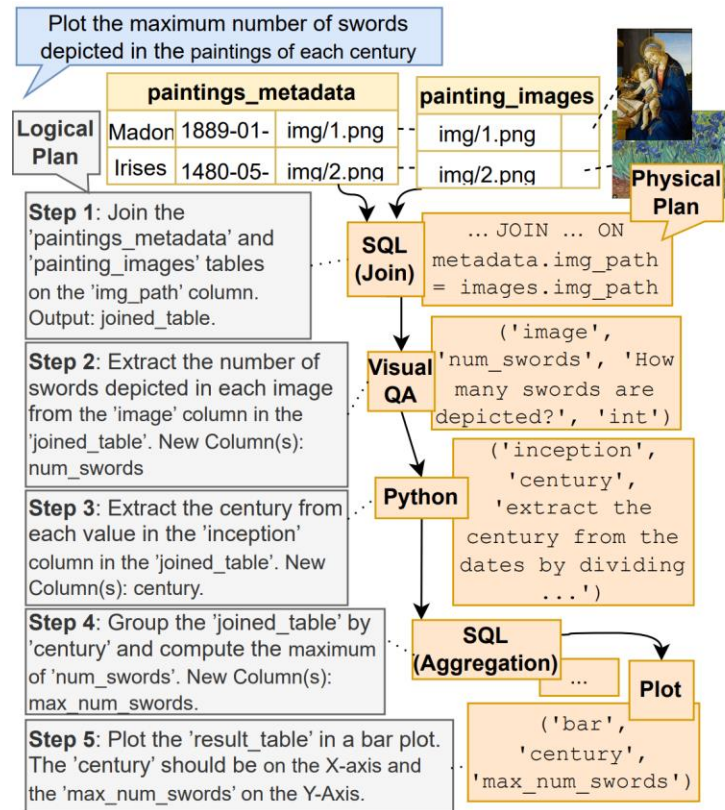 Plot the maximum number of swords
depicted in the paintings of each century
paintings_metadata
Madon 1889-01- img/1.png
Irises 1480-05- img/2.png
painting_images
img/1.png
img/2.png
Logical
Plan
Physical
Plan
Step 1: Join the
'paintings_metadata' and
'painting_images' tables
on the 'img_path' column.
Output: joined_table.
SQL
(Join)
... JOIN ... ON
metadata.img_path
= images.img_path
Step 2: Extract the number of
swords depicted in each image
from the 'image' column in the
'joined_table'. New Column(s):
num_swords
Visual
QA
('image',
'num_swords', 'How
many swords are
depicted?', 'int')
Step 3: Extract the century from
each value in the 'inception'
column in the 'joined_table'. New
Column(s): century.
Python
('inception',
'century',
'extract the
century from the
dates by dividing
...')
Step 4: Group the 'joined_table' by
'century' and compute the maximum
of 'num_swords'. New Column(s):
max_num_swords.
SQL
(Aggregation)
...
Plot
Step 5: Plot the 'result_table' in a bar plot.
The 'century' should be on the X-axis and
the 'max_num_swords' on the Y-Axis.
('bar',
'century',
'max_num_swords')